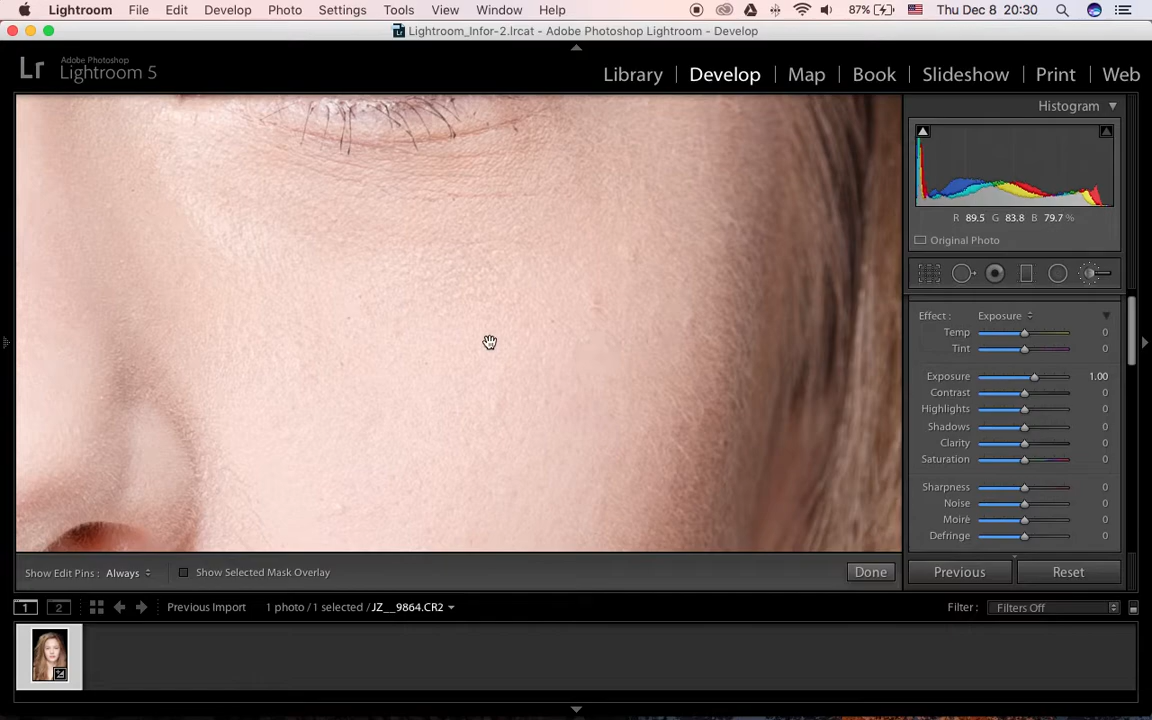 Lightroom File Edit Develop Photo Settings Tools View Window Help 87% Thu Dec 8 20:30
Lightroom_Infor-2.lrcat - Adobe Photoshop Lightroom - Develop
Lr Adobe Photoshop Lightroom 5
Library Develop Map Book Slideshow Print Web
Histogram
R 89.5 G 83.8 B 79.7 %
Original Photo
Effect : Exposure
Temp 0
Tint 0
Exposure 1.00
Contrast 0
Highlights 0
Shadows 0
Clarity 0
Saturation 0
Sharpness 0
Noise 0
Moiré 0
Defringe 0
Show Edit Pins : Always Show Selected Mask Overlay Done Previous Reset
1 2 Previous Import 1 photo / 1 selected / JZ__9864.CR2 Filter : Filters Off